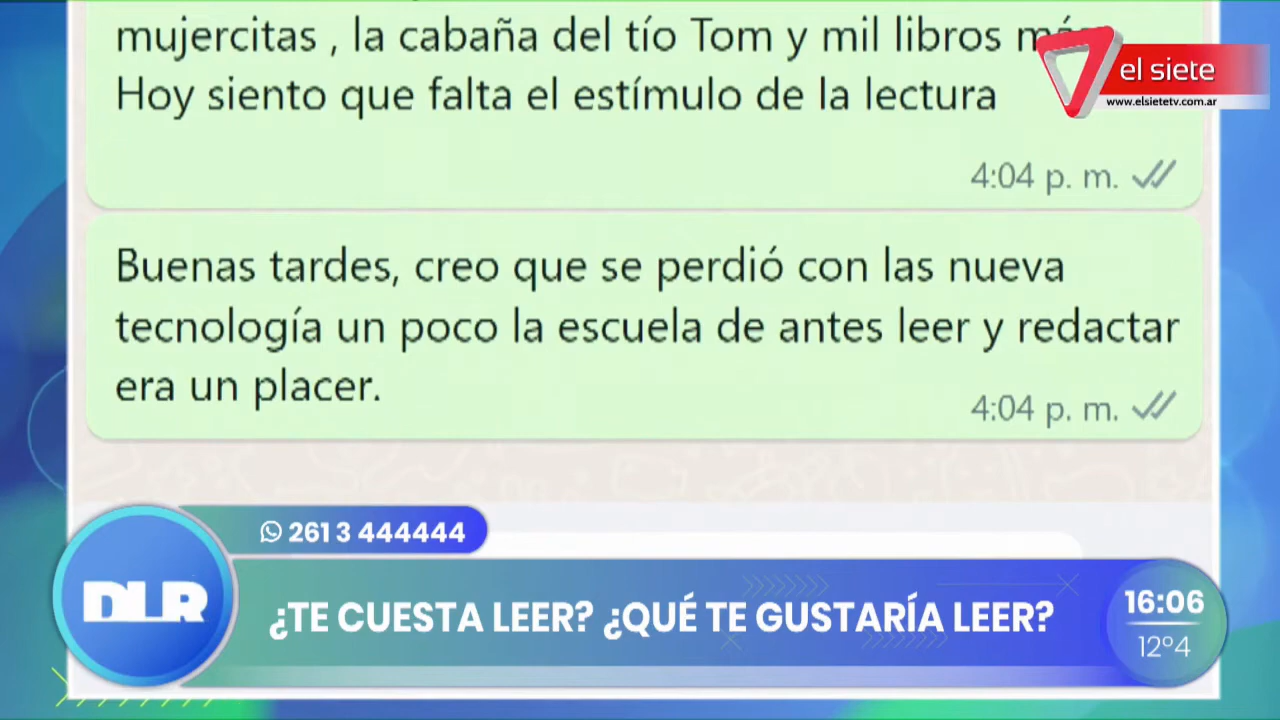 mujercitas , la cabaña del tío Tom y mil libros más
Hoy siento que falta el estímulo de la lectura
4:04 p. m.
el siete
www.elsietetv.com.ar
Buenas tardes, creo que se perdió con las nueva
tecnología un poco la escuela de antes leer y redactar
era un placer.
4:04 p. m.
261 3 444444
DLR
¿TE CUESTA LEER? ¿QUÉ TE GUSTARÍA LEER?
16:06
12º4